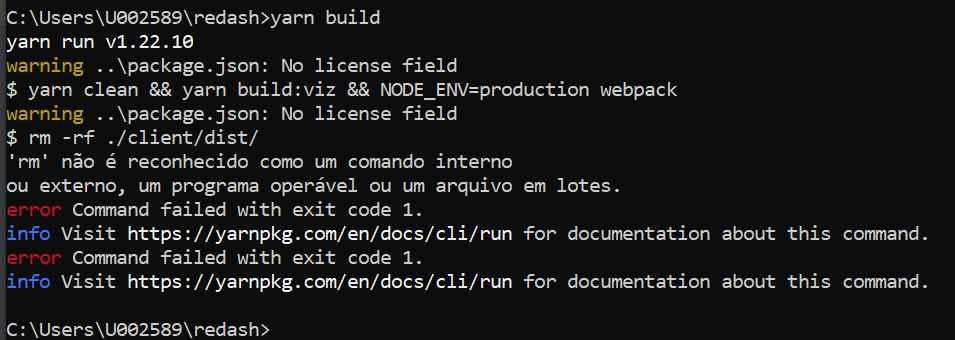 C:\Users\U002589\redash>yarn build
yarn run v1.22.10
warning ..\package.json: No license field
$ yarn clean && yarn build:viz && NODE_ENV=production webpack
warning ..\package.json: No license field
$ rm -rf ./client/dist/
'rm' não é reconhecido como um comando interno
ou externo, um programa operável ou um arquivo em lotes.
error Command failed with exit code 1.
info Visit https://yarnpkg.com/en/docs/cli/run for documentation about this command.
error Command failed with exit code 1.
info Visit https://yarnpkg.com/en/docs/cli/run for documentation about this command.
C:\Users\U002589\redash>